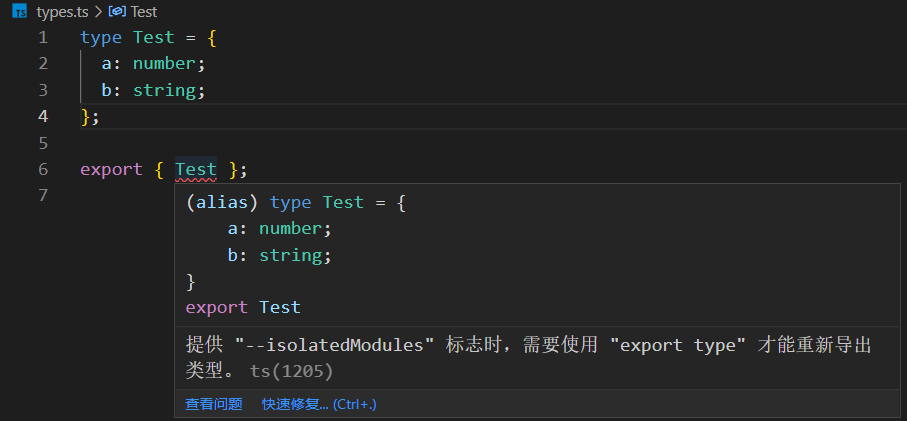 TS types.ts > Test
1 type Test = {
2   a: number;
3   b: string;
4 };
5
6 export { Test };
7
(alias) type Test = {
    a: number;
    b: string;
}
export Test
提供 "--isolatedModules" 标志时，需要使用 "export type" 才能重新导出
类型。 ts(1205)
查看问题 快速修复... (Ctrl+.)